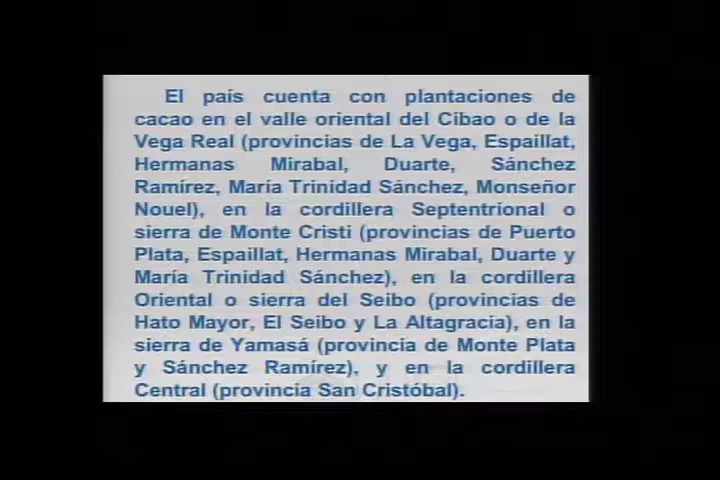 El país cuenta con plantaciones de
cacao en el valle oriental del Cibao o de la
Vega Real (provincias de La Vega, Espaillat,
Hermanas Mirabal, Duarte, Sánchez
Ramírez, María Trinidad Sánchez, Monseñor
Nouel), en la cordillera Septentrional o
sierra de Monte Cristi (provincias de Puerto
Plata, Espaillat, Hermanas Mirabal, Duarte y
María Trinidad Sánchez), en la cordillera
Oriental o sierra del Seibo (provincias de
Hato Mayor, El Seibo y La Altagracia), en la
sierra de Yamasá (provincia de Monte Plata
y Sánchez Ramírez), y en la cordillera
Central (provincia San Cristóbal).